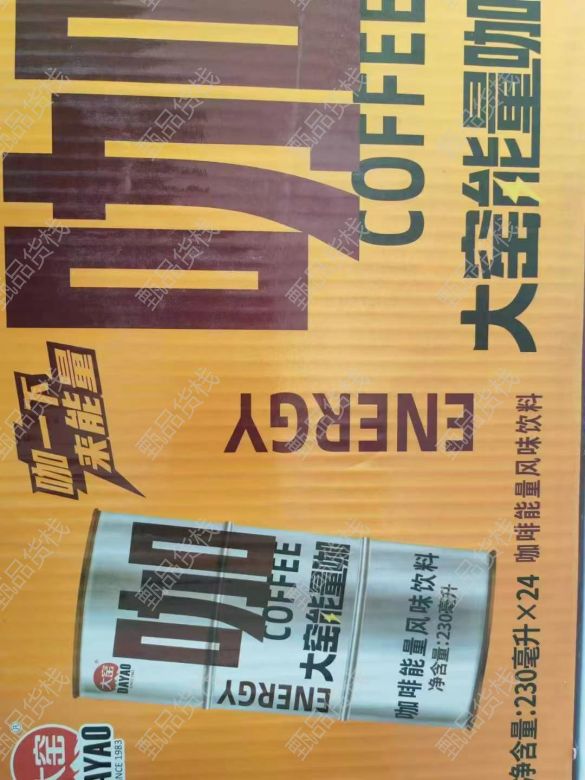 咖
COFFEE
大窑能量咖
咖一下
来能量
ENERGY
咖啡能量风味饮料
净含量:230毫升×24
大窑
DAYAO
SINCE 1983
大窑
DAYAO
咖
COFFEE
大窑能量咖
ENERGY
咖啡能量风味饮料
净含量:230毫升
甄品货栈